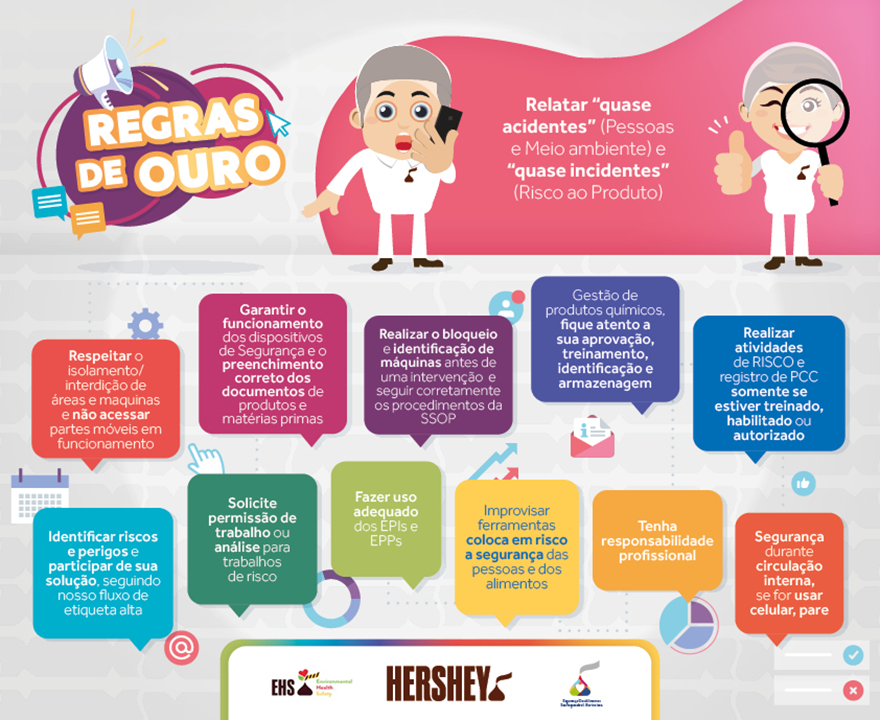 REGRAS
DE OURO
Relatar “quase
acidentes” (Pessoas
e Meio ambiente) e
“quase incidentes”
(Risco ao Produto)
Respeitar o
isolamento/
interdição de
áreas e maquinas
e não acessar
partes móveis em
funcionamento
Garantir o
funcionamento
dos dispositivos
de Segurança e o
preenchimento
correto dos
documentos de
produtos e
matérias primas
Realizar o bloqueio
e identificação de
máquinas antes de
uma intervenção e
seguir corretamente
os procedimentos da
SSOP
Gestão de
produtos químicos,
fique atento a
sua aprovação,
treinamento,
identificação e
armazenagem
Realizar
atividades
de RISCO e
registro de PCC
somente se
estiver treinado,
habilitado ou
autorizado
Identificar riscos
e perigos e
participar de sua
solução, seguindo
nosso fluxo de
etiqueta alta
Solicite
permissão de
trabalho ou
análise para
trabalhos
de risco
Fazer uso
adequado
dos EPIs e
EPPs
Improvisar
ferramentas
coloca em risco
a segurança das
pessoas e dos
alimentos
Tenha
responsabilidade
profissional
Segurança
durante
circulação
interna,
se for usar
celular, pare
EHS
Environmental
Health
Safety
HERSHEY